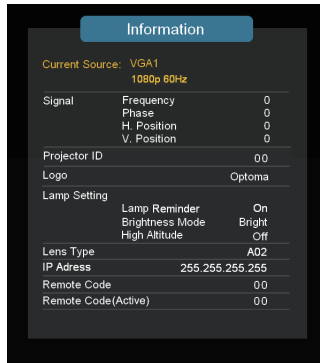 Information
Current Source: VGA1
1080p 60Hz
Signal Frequency 0
Phase 0
H. Position 0
V. Position 0
Projector ID 00
Logo Optoma
Lamp Setting
Lamp Reminder On
Brightness Mode Bright
High Altitude Off
Lens Type A02
IP Adress 255.255.255.255
Remote Code 00
Remote Code(Active) 00